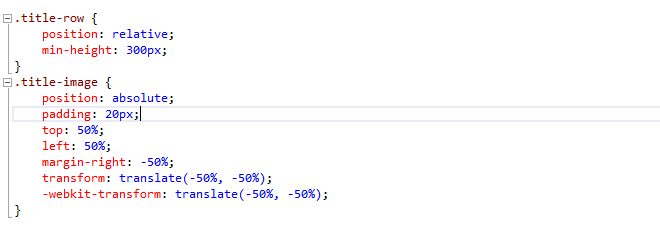 .title-row {
    position: relative;
    min-height: 300px;
}
.title-image {
    position: absolute;
    padding: 20px;
    top: 50%;
    left: 50%;
    margin-right: -50%;
    transform: translate(-50%, -50%);
    -webkit-transform: translate(-50%, -50%);
}